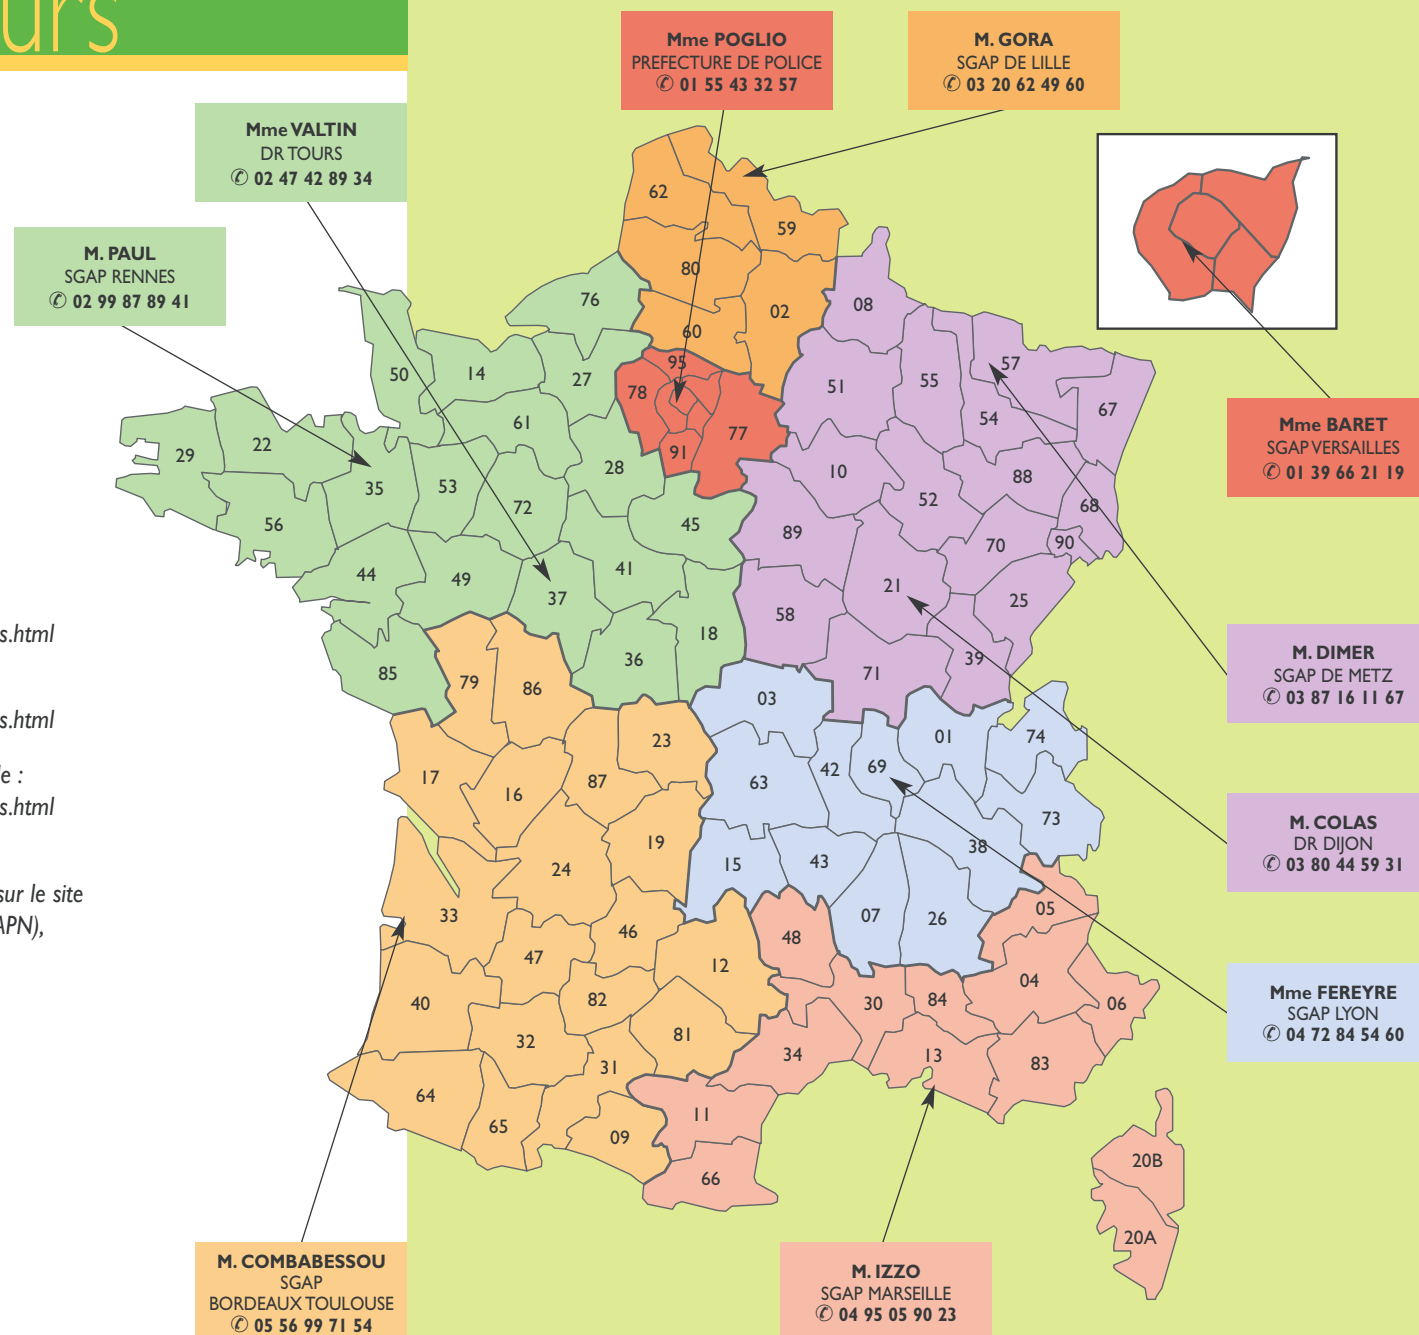 urs
Mme POGLIO
PREFECTURE DE POLICE
✆ 01 55 43 32 57
M. GORA
SGAP DE LILLE
✆ 03 20 62 49 60
Mme VALTIN
DR TOURS
✆ 02 47 42 89 34
M. PAUL
SGAP RENNES
✆ 02 99 87 89 41
62
59
80
02
60
76
08
95
78
77
91
50
14
27
61
51
55
57
54
67
29
22
35
53
72
28
45
10
52
88
68
56
89
70
90
44
49
37
41
21
25
58
18
36
85
39
71
79
86
03
23
01
74
17
16
87
63
42
69
73
38
19
24
15
43
33
46
07
26
05
48
47
12
04
40
82
30
84
06
32
81
31
34
13
83
64
65
09
11
66
20B
20A
Mme BARET
SGAP VERSAILLES
✆ 01 39 66 21 19
M. DIMER
SGAP DE METZ
✆ 03 87 16 11 67
M. COLAS
DR DIJON
✆ 03 80 44 59 31
Mme FEREYRE
SGAP LYON
✆ 04 72 84 54 60
s.html
s.html
le :
s.html
sur le site
APN),
M. COMBABESSOU
SGAP
BORDEAUX TOULOUSE
✆ 05 56 99 71 54
M. IZZO
SGAP MARSEILLE
✆ 04 95 05 90 23